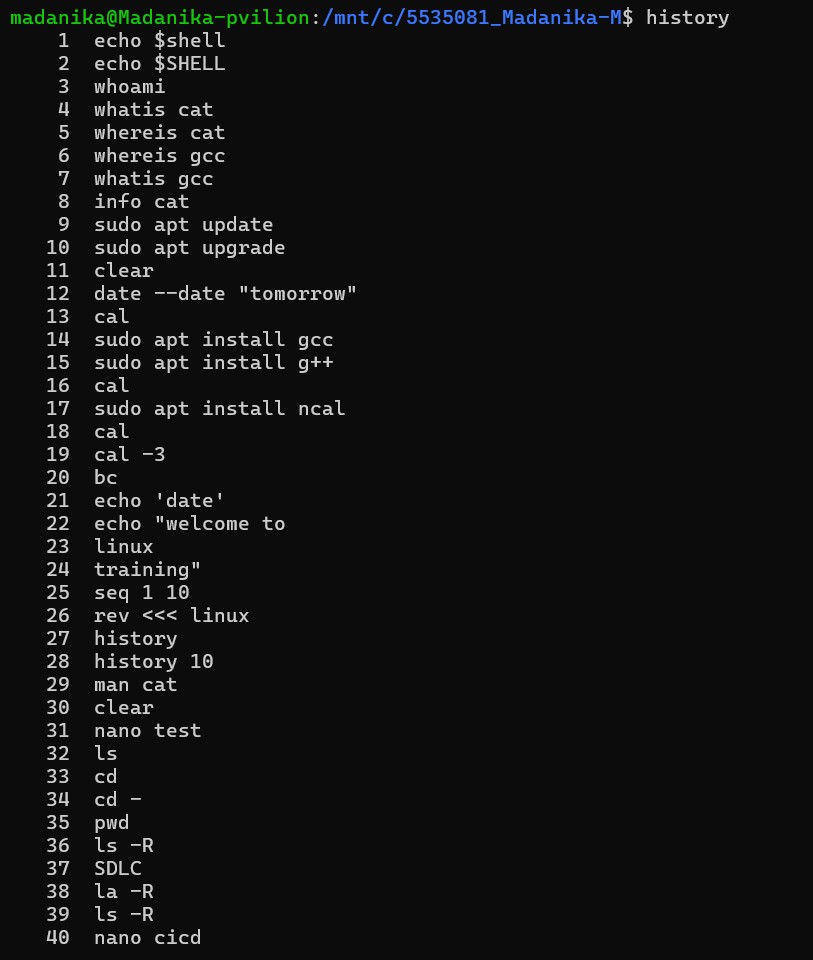 madanika@Madanika-pvilion:/mnt/c/5535081_Madanika-M$ history
1 echo $shell
2 echo $SHELL
3 whoami
4 whatis cat
5 whereis cat
6 whereis gcc
7 whatis gcc
8 info cat
9 sudo apt update
10 sudo apt upgrade
11 clear
12 date --date "tomorrow"
13 cal
14 sudo apt install gcc
15 sudo apt install g++
16 cal
17 sudo apt install ncal
18 cal
19 cal -3
20 bc
21 echo 'date'
22 echo "welcome to
23 linux
24 training"
25 seq 1 10
26 rev <<< linux
27 history
28 history 10
29 man cat
30 clear
31 nano test
32 ls
33 cd
34 cd -
35 pwd
36 ls -R
37 SDLC
38 la -R
39 ls -R
40 nano cicd